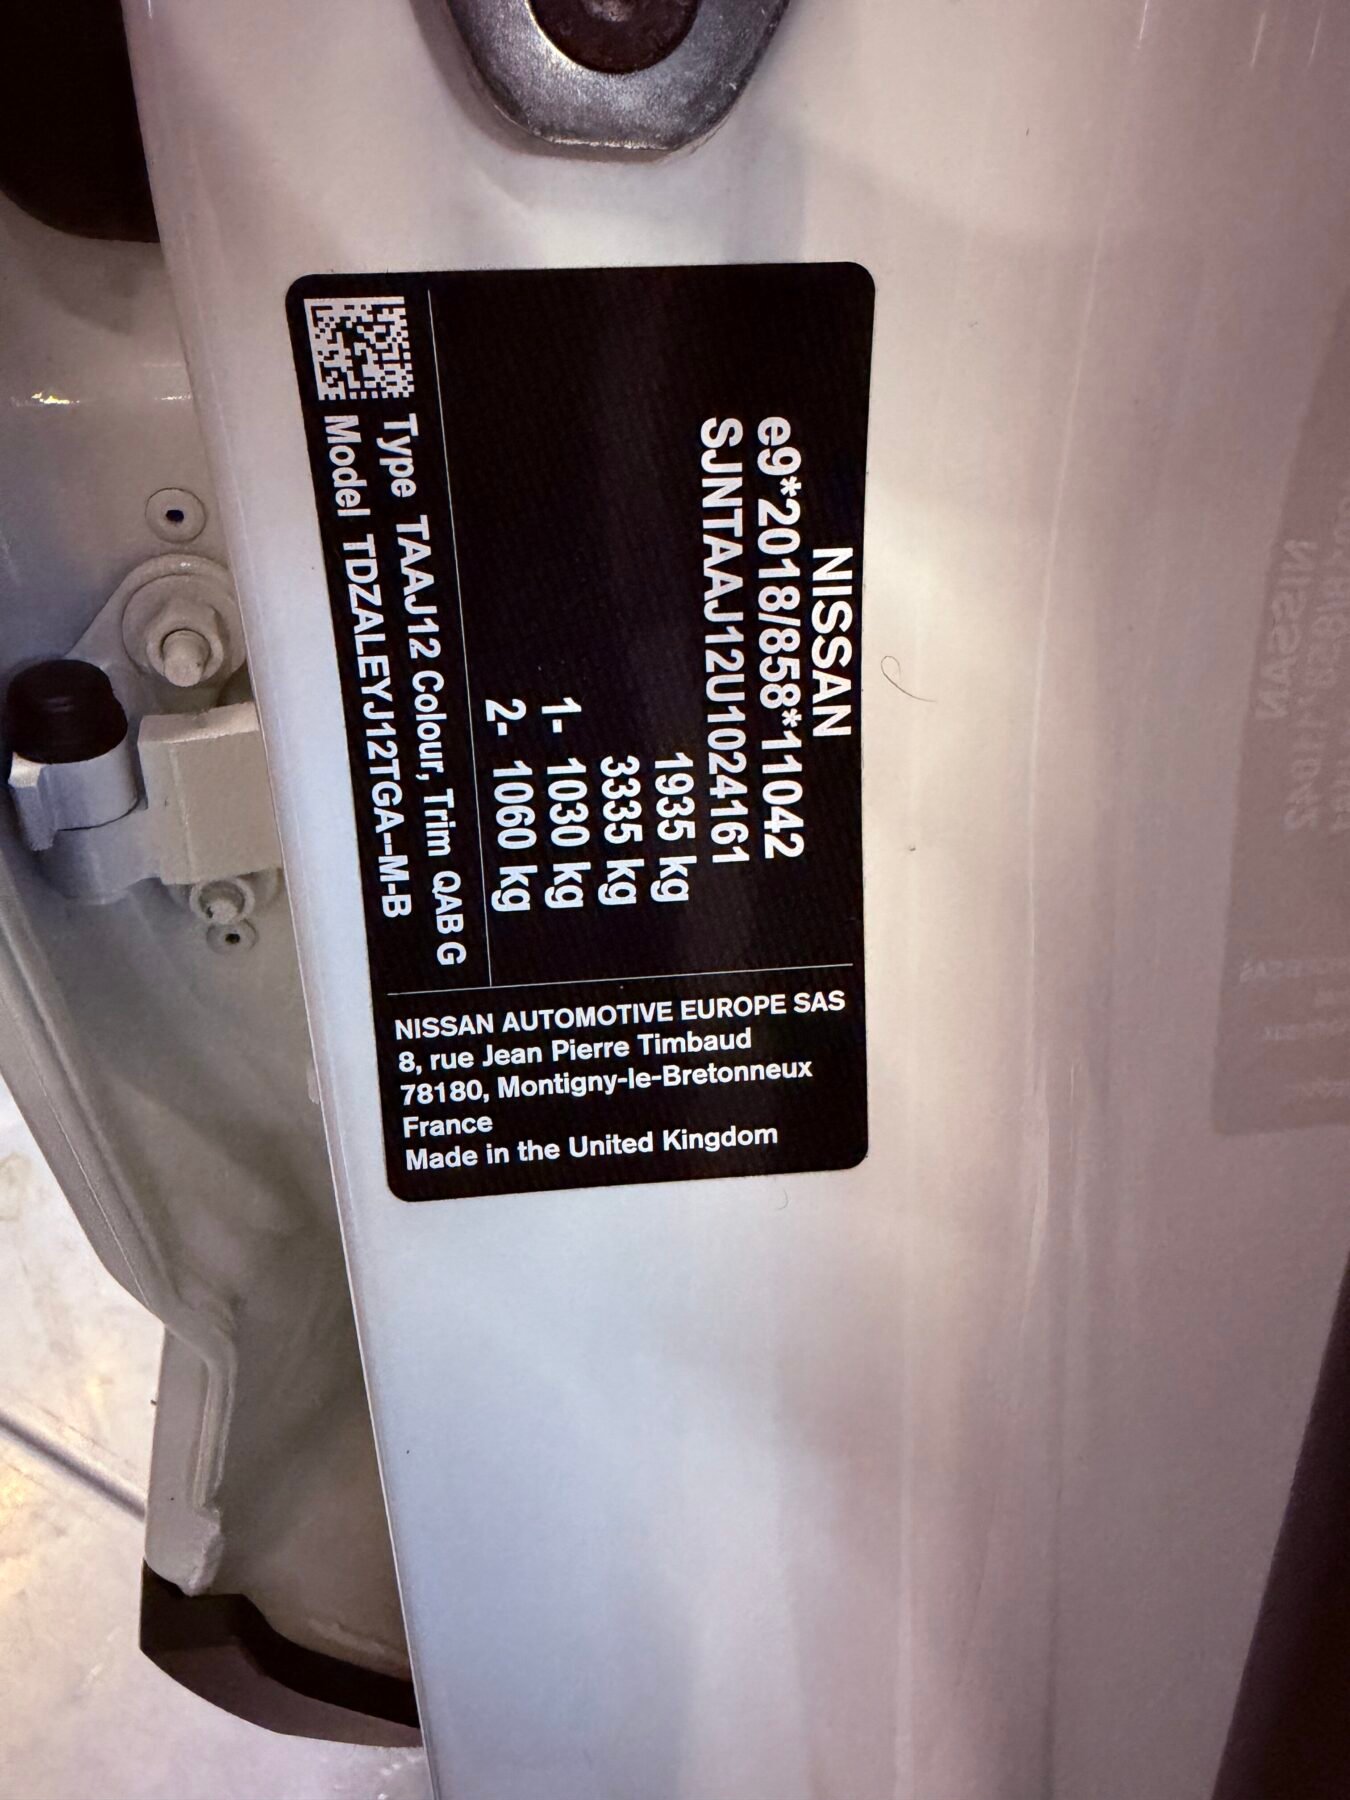 NISSAN
e9*2018/858*11042
SJNTAAJ12U1024161
1935 kg
3335 kg
1- 1030 kg
2- 1060 kg
Type TAAJ12 Colour, Trim QAB G
Model TDZALEYJ12TGA--M-B
NISSAN AUTOMOTIVE EUROPE SAS
8, rue Jean Pierre Timbaud
78180, Montigny-le-Bretonneux
France
Made in the United Kingdom